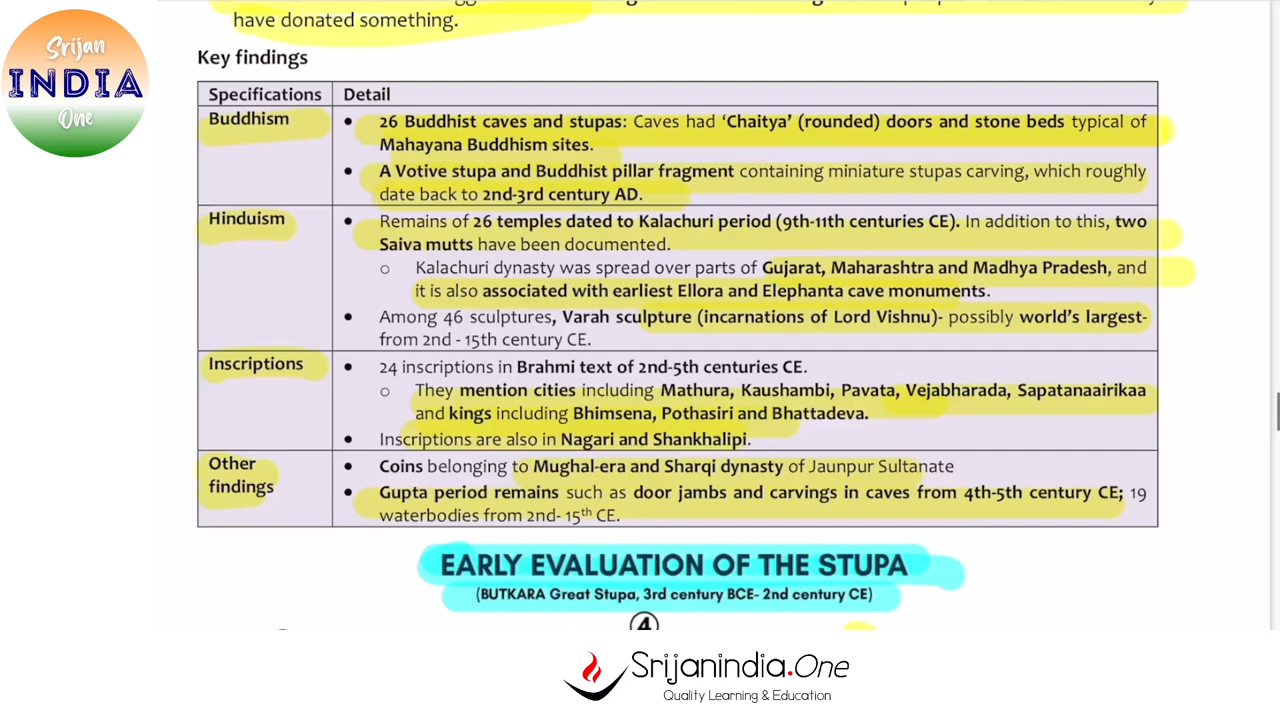 Srijan
INDIA
One
have donated something.
Key findings
Specifications Detail
Buddhism
• 26 Buddhist caves and stupas: Caves had ‘Chaitya’ (rounded) doors and stone beds typical of
Mahayana Buddhism sites.
• A Votive stupa and Buddhist pillar fragment containing miniature stupas carving, which roughly
date back to 2nd-3rd century AD.
Hinduism
• Remains of 26 temples dated to Kalachuri period (9th-11th centuries CE). In addition to this, two
Saiva mutts have been documented.
o Kalachuri dynasty was spread over parts of Gujarat, Maharashtra and Madhya Pradesh, and
it is also associated with earliest Ellora and Elephanta cave monuments.
• Among 46 sculptures, Varah sculpture (incarnations of Lord Vishnu)- possibly world’s largest-
from 2nd - 15th century CE.
Inscriptions
• 24 inscriptions in Brahmi text of 2nd-5th centuries CE.
o They mention cities including Mathura, Kaushambi, Pavata, Vejabharada, Sapatanaairikaa
and kings including Bhimsena, Pothasiri and Bhattadeva.
• Inscriptions are also in Nagari and Shankhalipi.
Other
findings
• Coins belonging to Mughal-era and Sharqi dynasty of Jaunpur Sultanate
• Gupta period remains such as door jambs and carvings in caves from 4th-5th century CE; 19
waterbodies from 2nd- 15th CE.
EARLY EVALUATION OF THE STUPA
(BUTKARA Great Stupa, 3rd century BCE- 2nd century CE)
4
Srijanindia.One
Quality Learning & Education